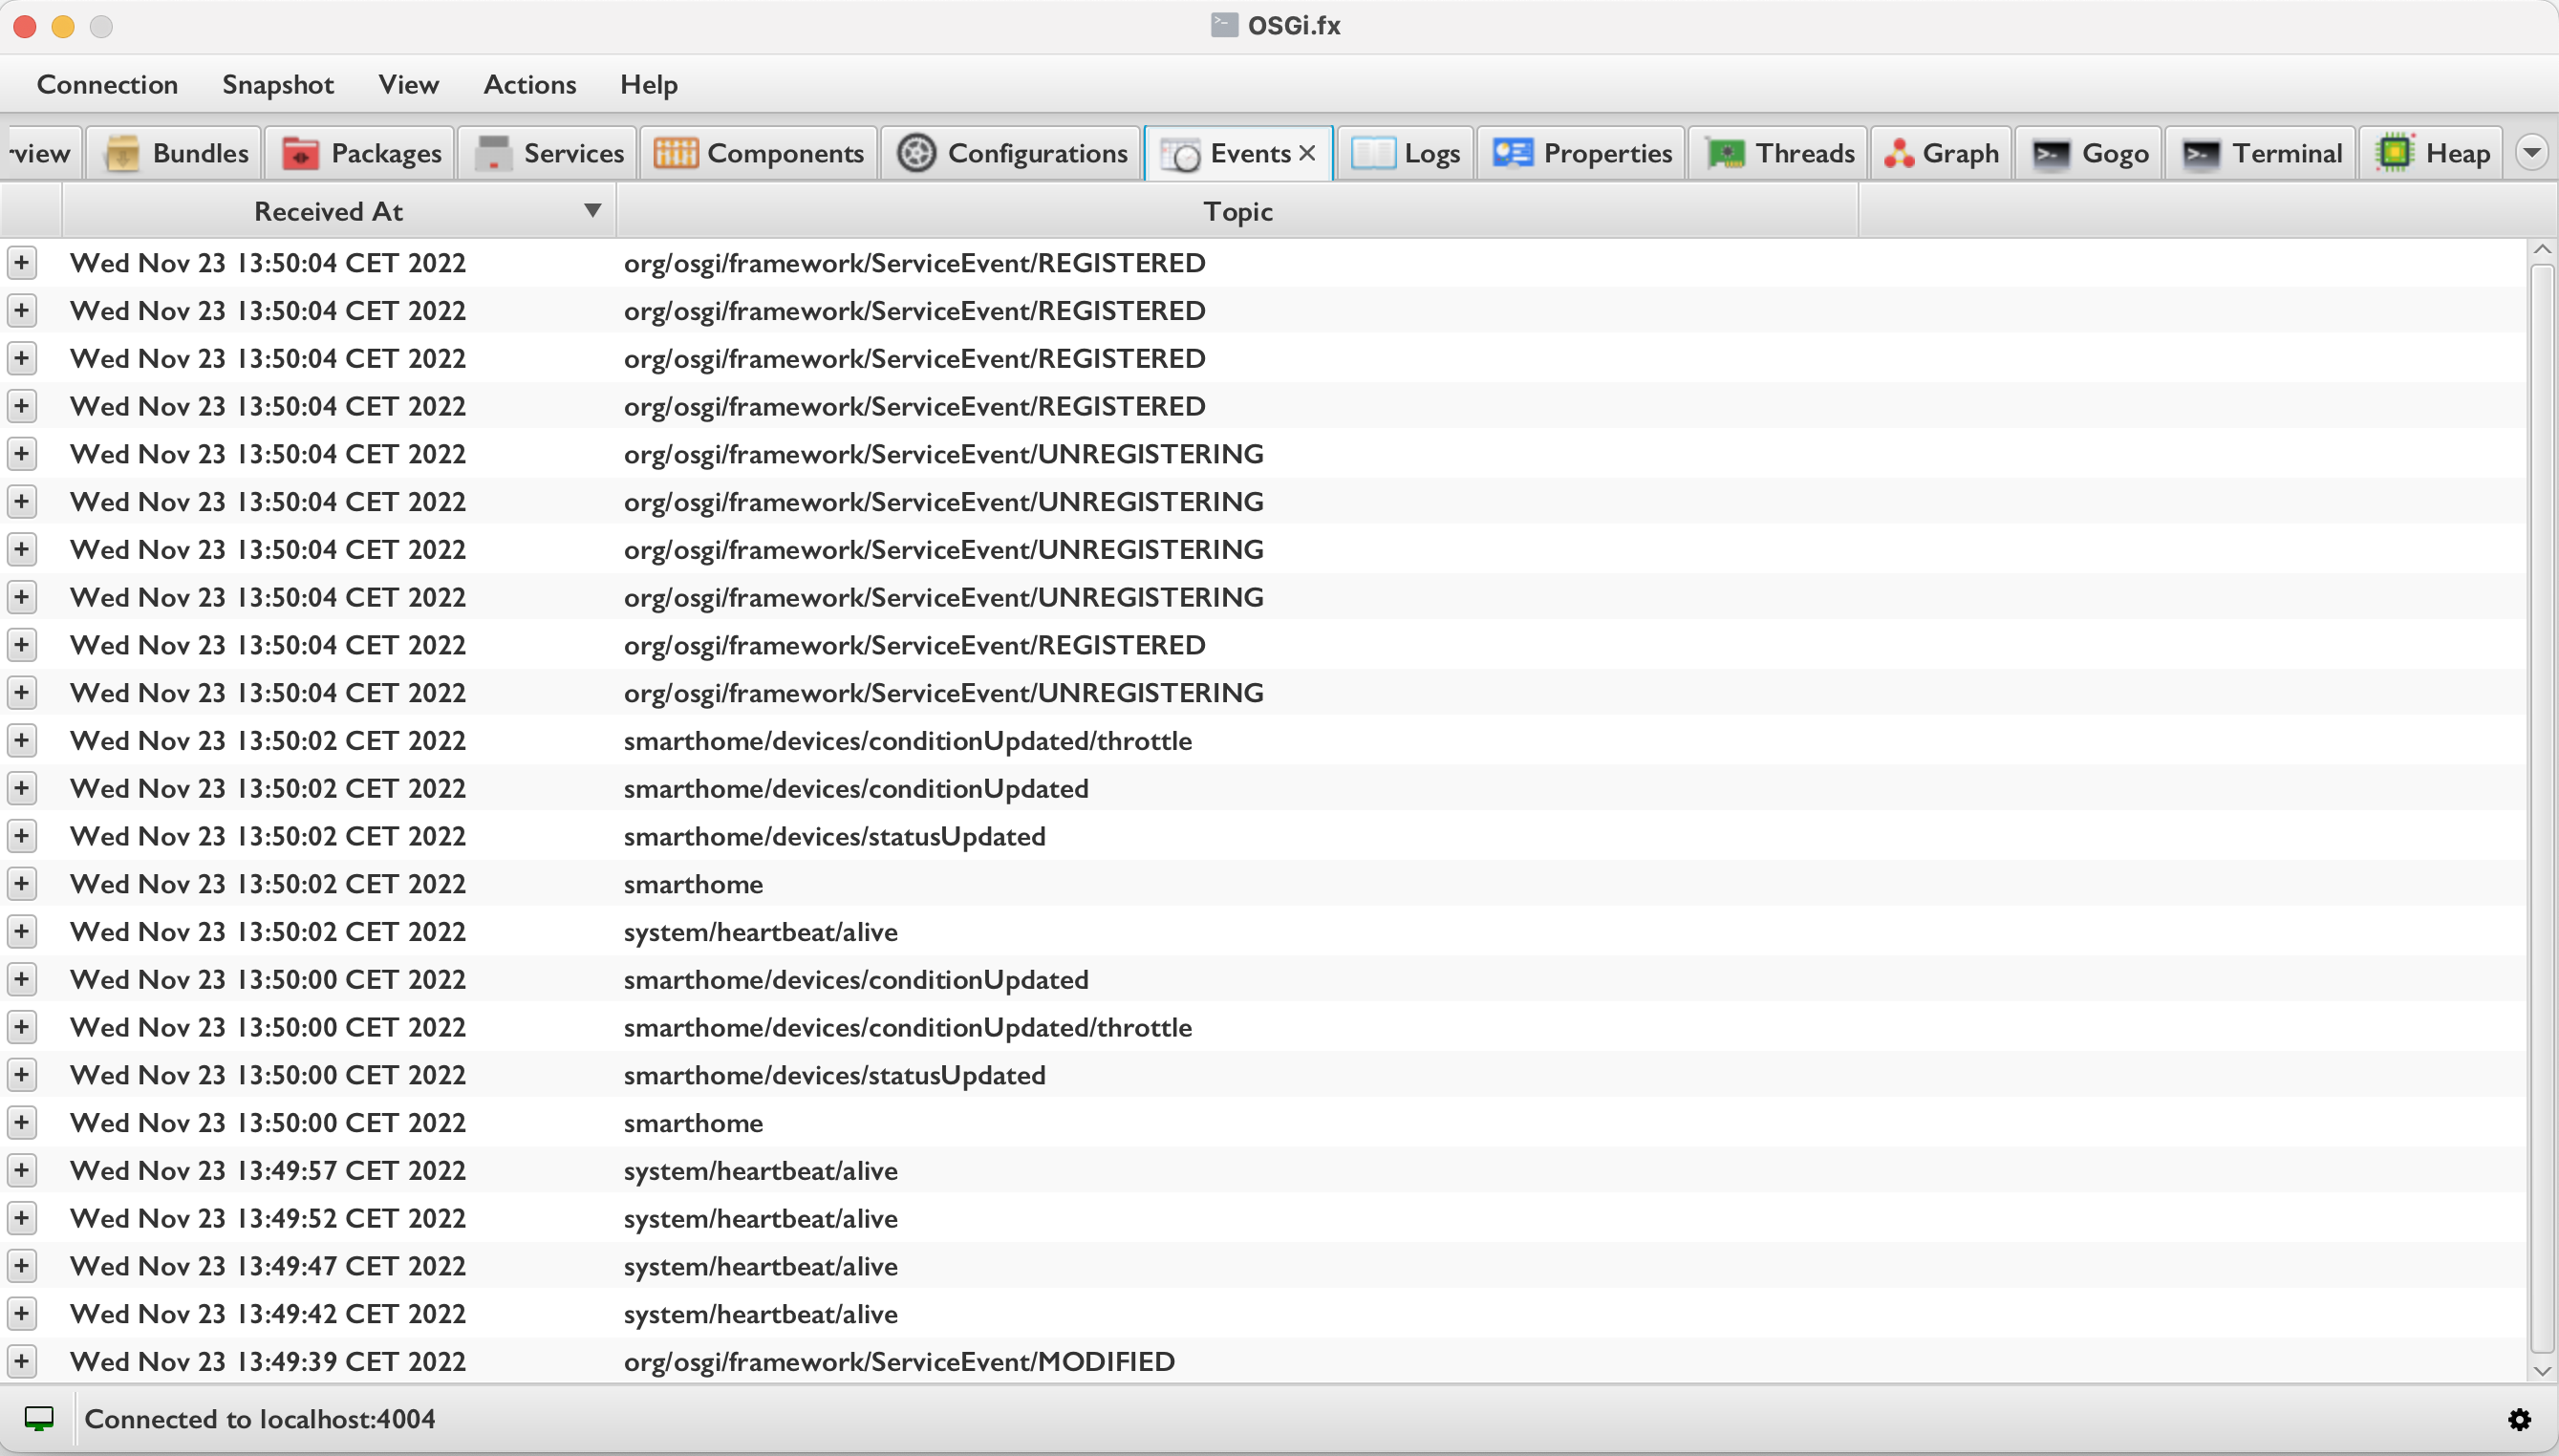 OSGi.fx
Connection Snapshot View Actions Help
rview Bundles Packages Services Components Configurations Events Logs Properties Threads Graph Gogo Terminal Heap
Received At Topic
Wed Nov 23 13:50:04 CET 2022 org/osgi/framework/ServiceEvent/REGISTERED
Wed Nov 23 13:50:04 CET 2022 org/osgi/framework/ServiceEvent/REGISTERED
Wed Nov 23 13:50:04 CET 2022 org/osgi/framework/ServiceEvent/REGISTERED
Wed Nov 23 13:50:04 CET 2022 org/osgi/framework/ServiceEvent/REGISTERED
Wed Nov 23 13:50:04 CET 2022 org/osgi/framework/ServiceEvent/UNREGISTERING
Wed Nov 23 13:50:04 CET 2022 org/osgi/framework/ServiceEvent/UNREGISTERING
Wed Nov 23 13:50:04 CET 2022 org/osgi/framework/ServiceEvent/UNREGISTERING
Wed Nov 23 13:50:04 CET 2022 org/osgi/framework/ServiceEvent/UNREGISTERING
Wed Nov 23 13:50:04 CET 2022 org/osgi/framework/ServiceEvent/REGISTERED
Wed Nov 23 13:50:04 CET 2022 org/osgi/framework/ServiceEvent/UNREGISTERING
Wed Nov 23 13:50:02 CET 2022 smarthome/devices/conditionUpdated/throttle
Wed Nov 23 13:50:02 CET 2022 smarthome/devices/conditionUpdated
Wed Nov 23 13:50:02 CET 2022 smarthome/devices/statusUpdated
Wed Nov 23 13:50:02 CET 2022 smarthome
Wed Nov 23 13:50:02 CET 2022 system/heartbeat/alive
Wed Nov 23 13:50:00 CET 2022 smarthome/devices/conditionUpdated
Wed Nov 23 13:50:00 CET 2022 smarthome/devices/conditionUpdated/throttle
Wed Nov 23 13:50:00 CET 2022 smarthome/devices/statusUpdated
Wed Nov 23 13:50:00 CET 2022 smarthome
Wed Nov 23 13:49:57 CET 2022 system/heartbeat/alive
Wed Nov 23 13:49:52 CET 2022 system/heartbeat/alive
Wed Nov 23 13:49:47 CET 2022 system/heartbeat/alive
Wed Nov 23 13:49:42 CET 2022 system/heartbeat/alive
Wed Nov 23 13:49:39 CET 2022 org/osgi/framework/ServiceEvent/MODIFIED
Connected to localhost:4004